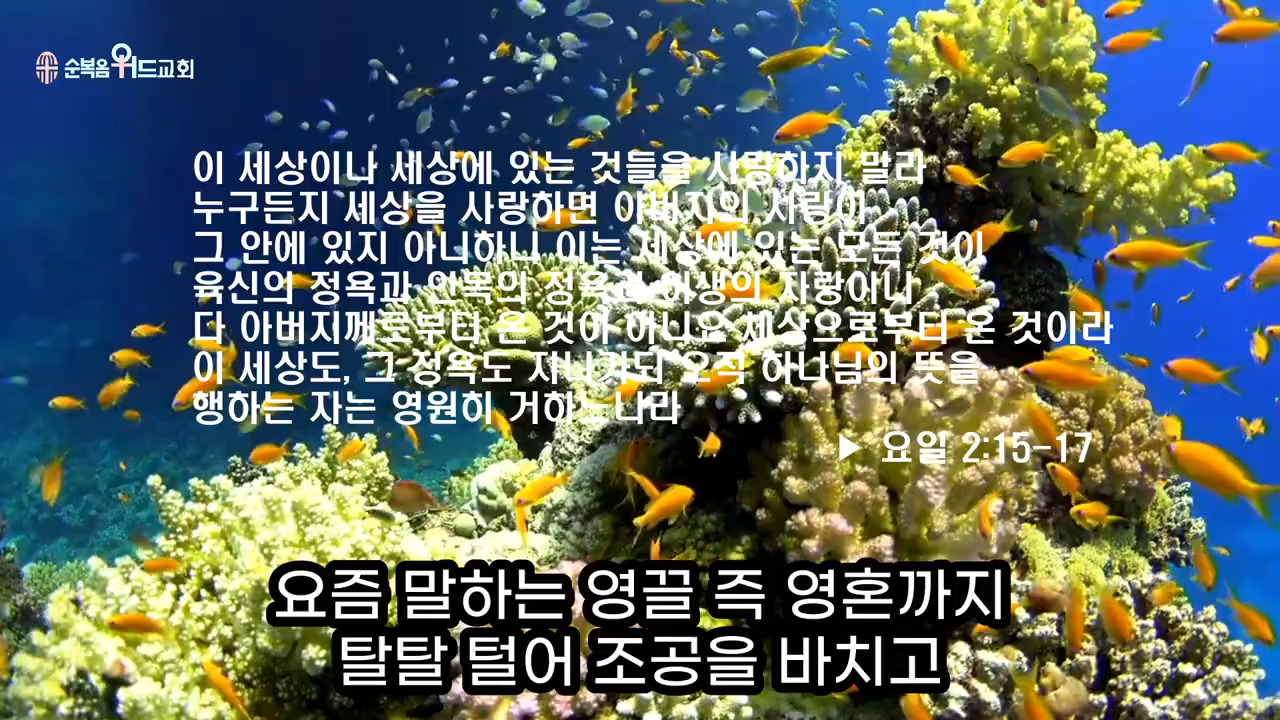 순복음워드교회
이 세상이나 세상에 있는 것들을 사랑하지 말라
누구든지 세상을 사랑하면 아버지의 사랑이
그 안에 있지 아니하니 이는 세상에 있는 모든 것이
육신의 정욕과 안목의 정욕과 이생의 자랑이니
다 아버지께로부터 온 것이 아니요 세상으로부터 온 것이라
이 세상도, 그 정욕도 지나가되 오직 하나님의 뜻을
행하는 자는 영원히 거하느니라
▶ 요일 2:15-17
요즘 말하는 영끌 즉 영혼까지
탈탈 털어 조공을 바치고